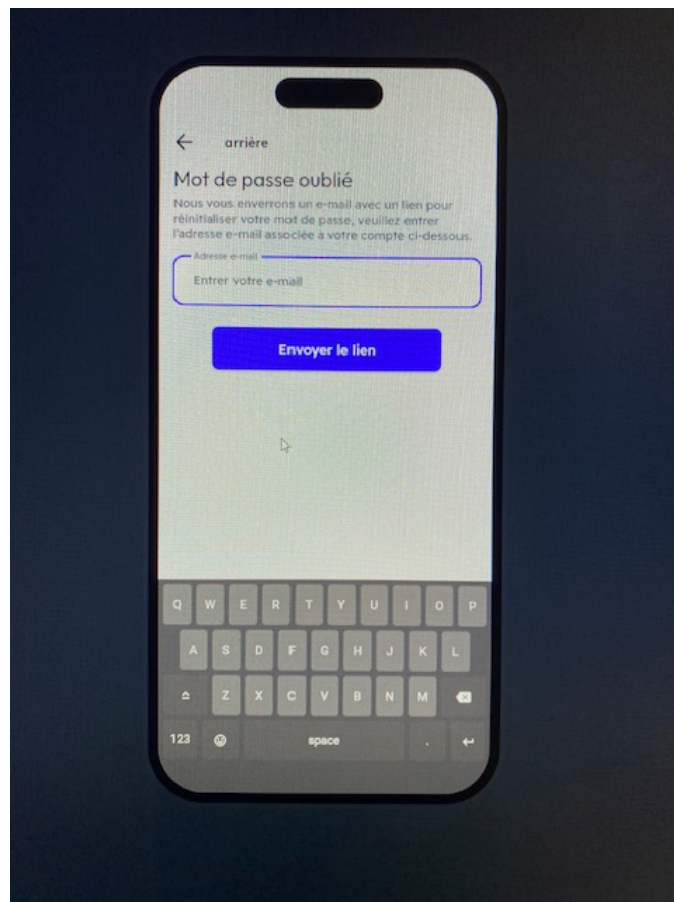 arrière
Mot de passe oublié
Nous vous enverrons un e-mail avec un lien pour
réinitialiser votre mot de passe, veuillez entrer
l'adresse e-mail associée à votre compte ci-dessous.
Adresse e-mail
Entrer votre e-mail
Envoyer le lien
Q W E R T Y U I O P
A S D F G H J K L
Z X C V B N M
123 space .